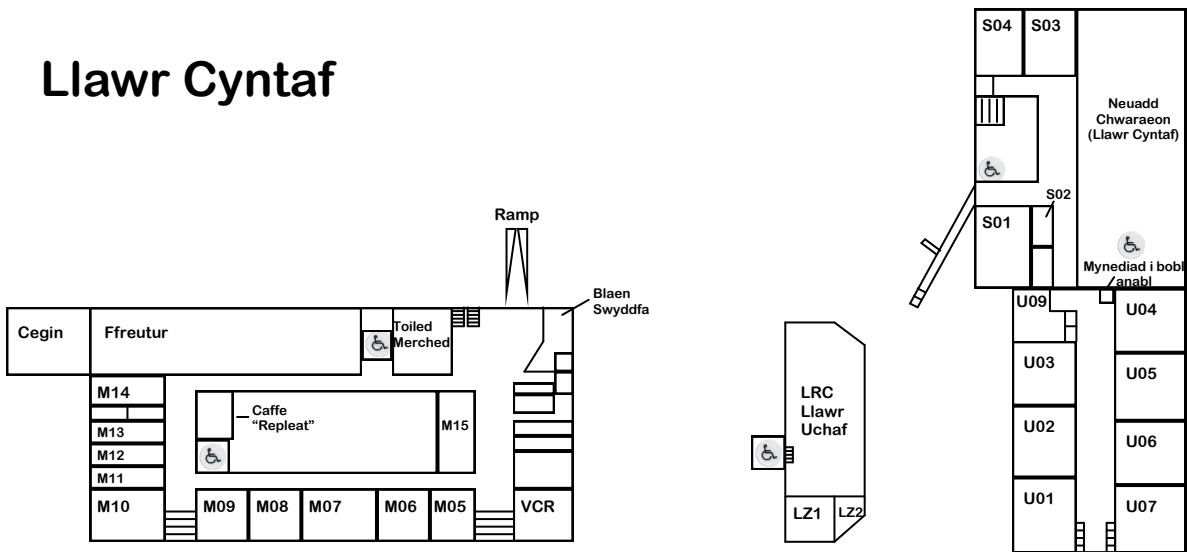 Llawr Cyntaf
S04
S03
Neuadd
Chwaraeon
(Llawr Cyntaf)
S02
S01
Mynediad i bobl
anabl
Ramp
Blaen
Swyddfa
Cegin
Ffreutur
Toiled
Merched
M14
M13
M12
M11
M10
Caffe
“Repleat”
M15
M09
M08
M07
M06
M05
VCR
LRC
Llawr
Uchaf
LZ1
LZ2
U09
U04
U03
U05
U02
U06
U01
U07